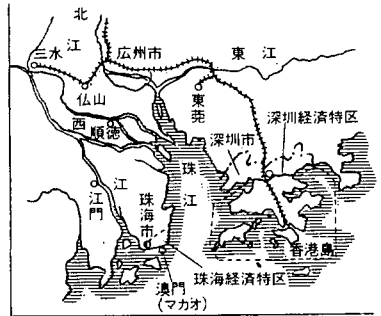 北江
三水
広州市
東江
仏山
東莞
西江
順徳
深圳市
深圳経済特区
珠江
江門
珠海市
香港島
珠海経済特区
澳門
(マカオ)